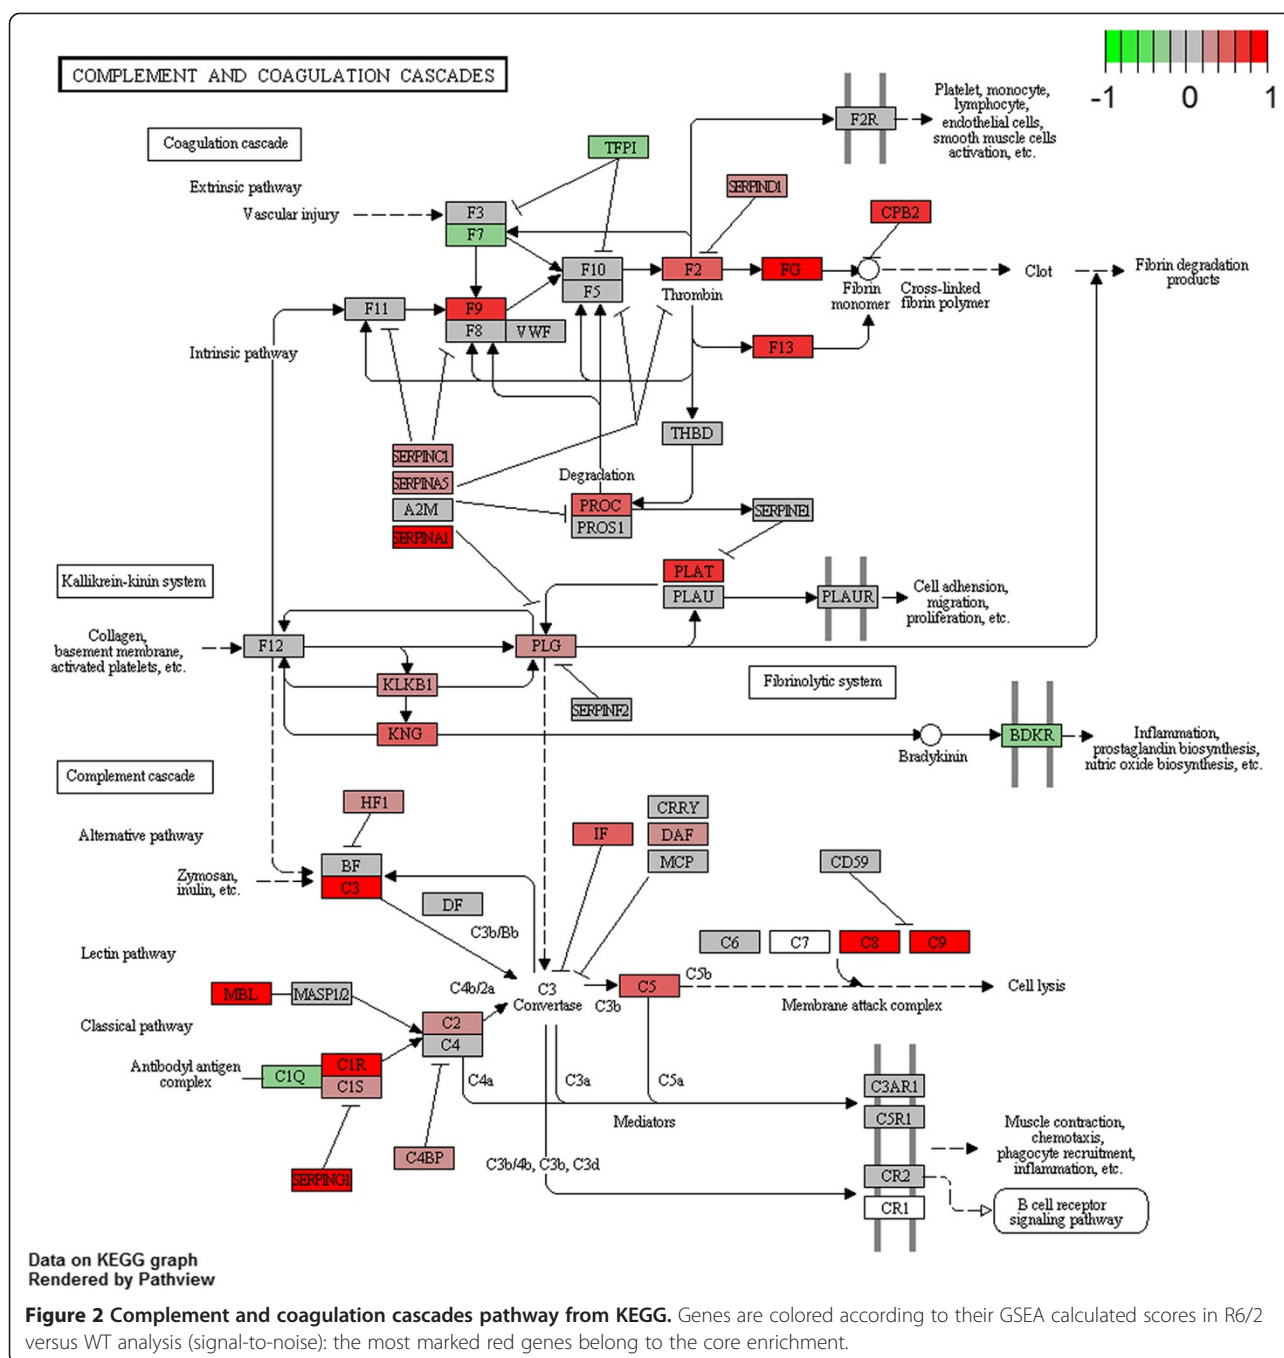 COMPLEMENT AND COAGULATION CASCADES
-1 0 1
Coagulation cascade
Extrinsic pathway
Vascular injury
TFPI
F3
F7
SERPIND1
F2R
Platelet, monocyte,
lymphocyte,
endothelial cells,
smooth muscle cells
activation, etc.
CPB2
F10
F5
F2
Thrombin
FG
Fibrin
monomer
Cross-linked
fibrin polymer
Clot
Fibrin degradation
products
F11
F9
F8
VWF
F13
Intrinsic pathway
THBD
SERPINC1
SERPINA5
A2M
SERPINA1
Degradation
PROC
PROS1
SERPINE1
Kallikrein-kinin system
PLAT
PLAU
PLAUR
Cell adhension,
migration,
proliferation, etc.
Collagen,
basement membrane,
activated platelets, etc.
F12
PLG
KLKB1
SERPINF2
Fibrinolytic system
KNG
Bradykinin
BDKR
Inflammation,
prostaglandin biosynthesis,
nitric oxide biosynthesis, etc.
Complement cascade
HF1
Alternative pathway
CRRY
IF
DAF
MCP
CD59
Zymosan,
inulin, etc.
BF
C3
DF
C3b/Bb
C6
C7
C8
C9
Lectin pathway
C4b/2a
C3
Convertase
C3b
C5
C5b
Membrane attack complex
Cell lysis
MBL
MASP1/2
Classical pathway
C2
C4
Antibodyl antigen
complex
C1Q
C1R
C1S
C4a
C3a
C5a
Mediators
C3AR1
C5R1
Muscle contraction,
chemotaxis,
phagocyte recruitment,
inflammation, etc.
C4BP
SERPING1
C3b/4b, C3b, C3d
CR2
CR1
B cell receptor
signaling pathway
Data on KEGG graph
Rendered by Pathview
Figure 2 Complement and coagulation cascades pathway from KEGG. Genes are colored according to their GSEA calculated scores in R6/2
versus WT analysis (signal-to-noise): the most marked red genes belong to the core enrichment.